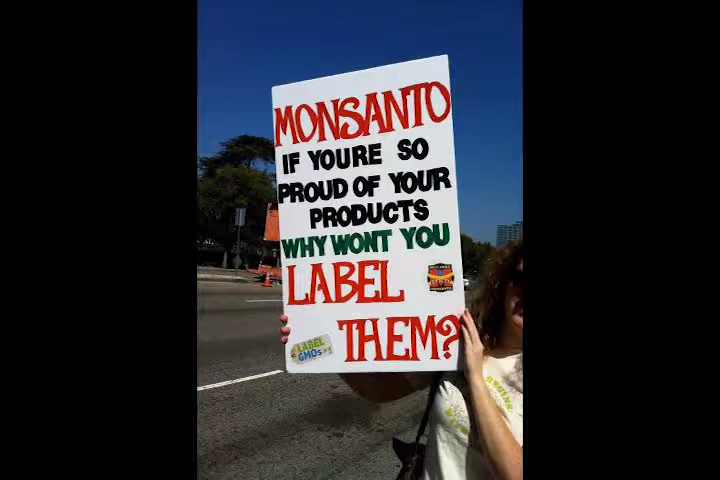 MONSANTO
IF YOURE SO
PROUD OF YOUR
PRODUCTS
WHY WONT YOU
LABEL
THEM?
LABEL
GMOs